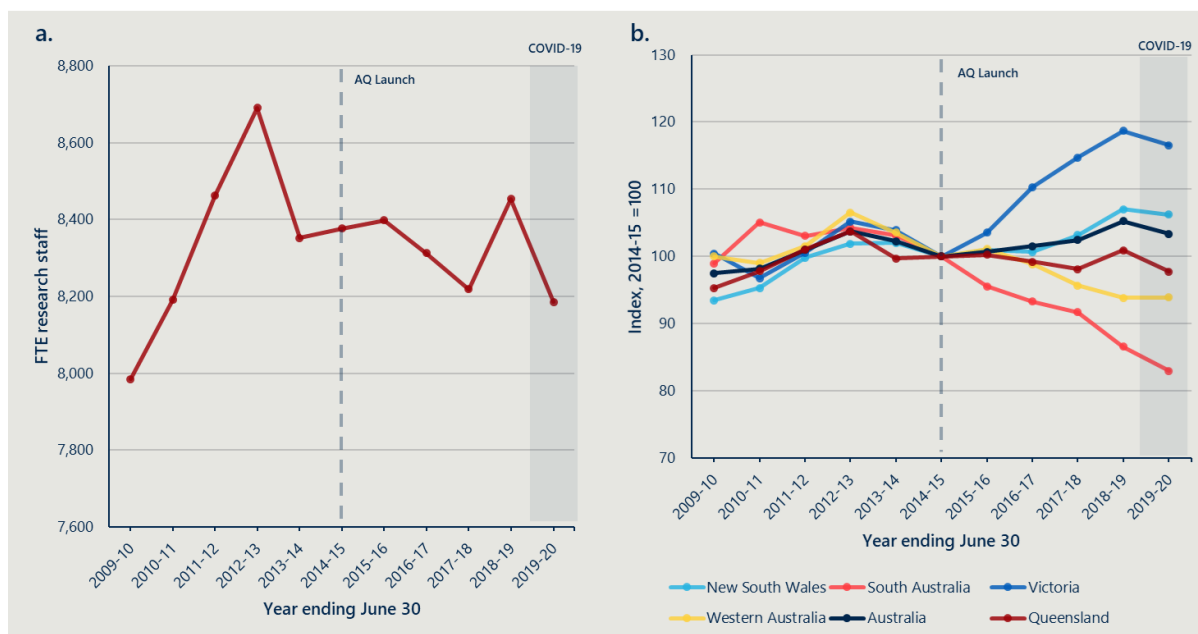 a.
COVID-19
8,800
AQ Launch
8,600
8,400
8,200
8,000
7,800
7,600
FTE research staff
2009-10
2010-11
2011-12
2012-13
2013-14
2014-15
2015-16
2016-17
2017-18
2018-19
2019-20
Year ending June 30
b.
COVID-19
130
AQ Launch
120
110
100
90
80
70
Index, 2014-15 =100
2009-10
2010-11
2011-12
2012-13
2013-14
2014-15
2015-16
2016-17
2017-18
2018-19
2019-20
Year ending June 30
New South Wales
South Australia
Victoria
Western Australia
Australia
Queensland